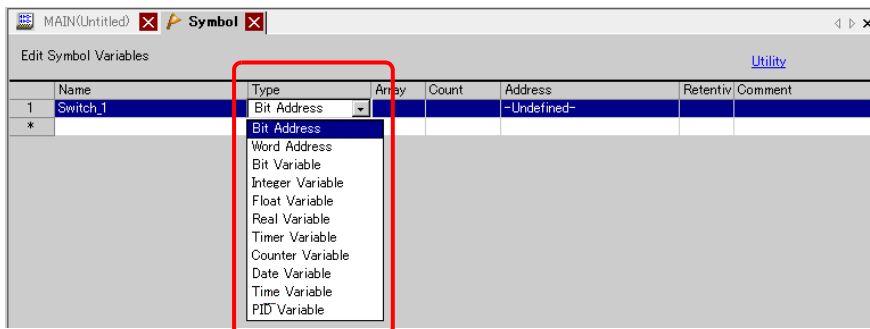 MAIN(Untitled) Symbol
Edit Symbol Variables
Utility
Name Type Array Count Address Retentiv Comment
1 Switch_1 Bit Address -Undefined-
*
Bit Address
Word Address
Bit Variable
Integer Variable
Float Variable
Real Variable
Timer Variable
Counter Variable
Date Variable
Time Variable
PID Variable